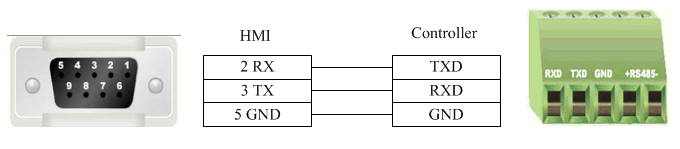 5 4 3 2 1
9 8 7 6
HMI
2 RX
3 TX
5 GND
Controller
TXD
RXD
GND
RXD TXD GND +RS485-